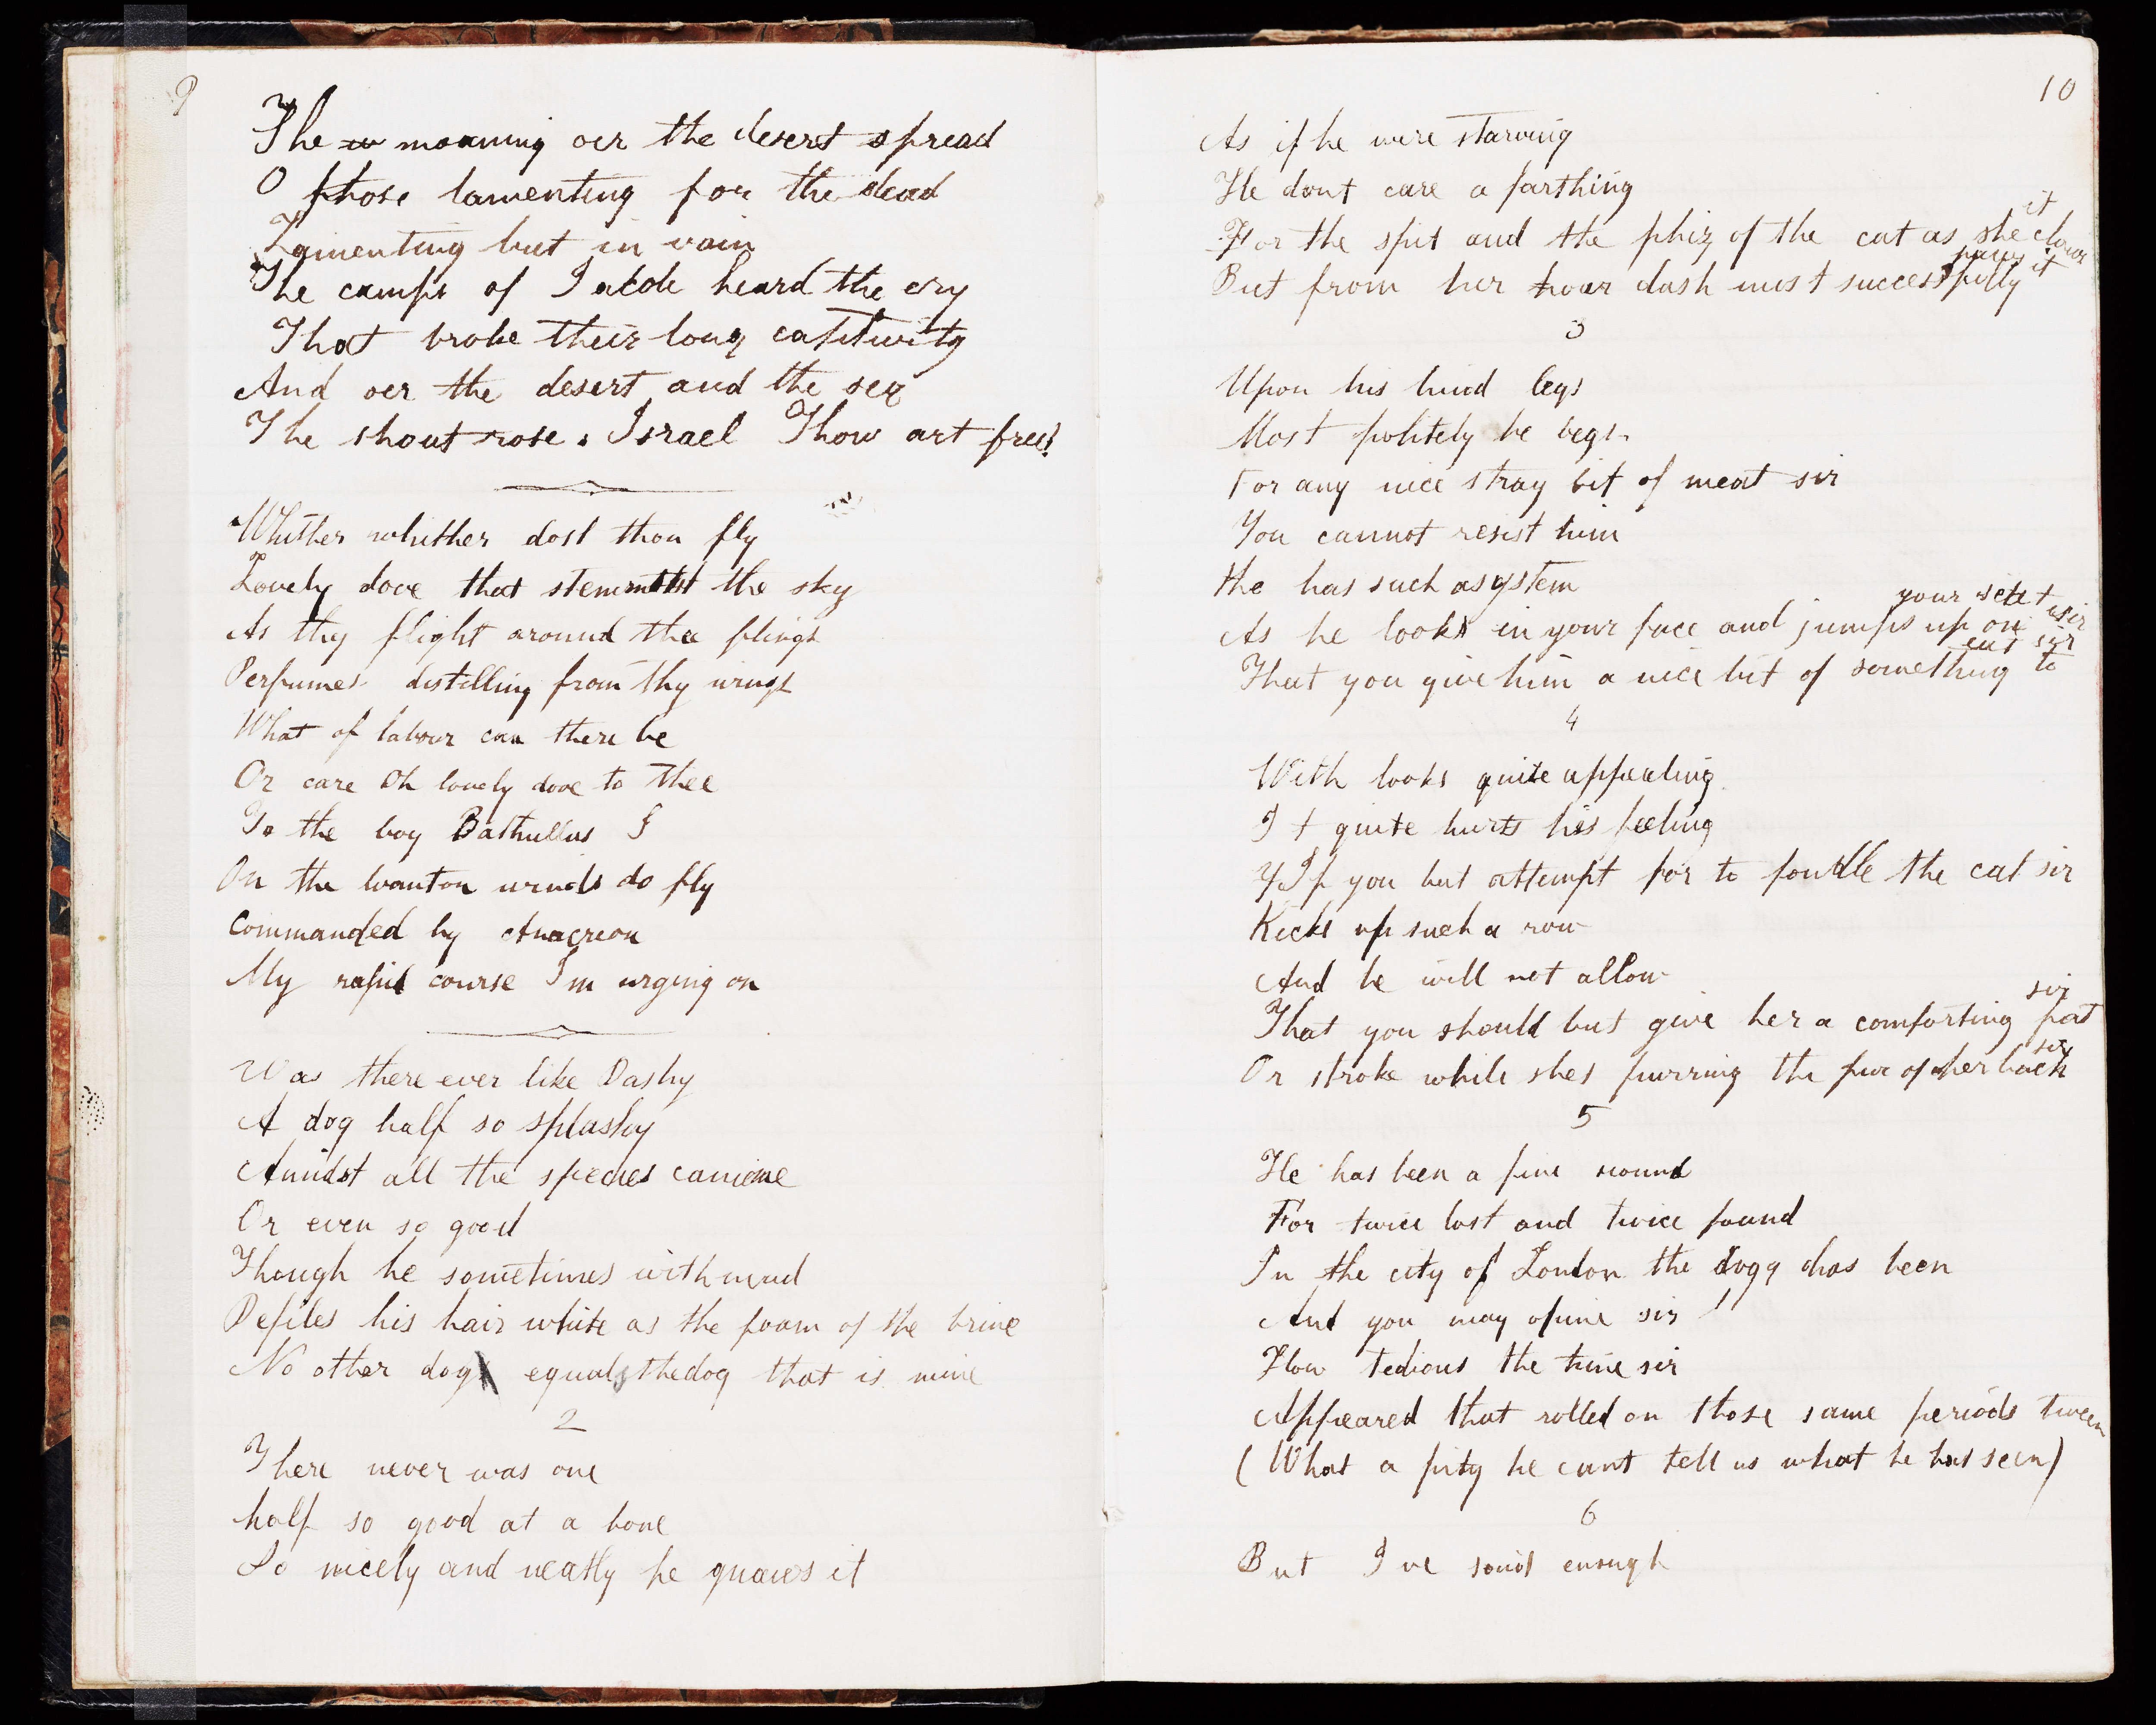 9
The moaning oer the desert spread
O those lamenting for the dead
Lamenting but in vain
The camps of Jacob heard the cry
That broke their long captivity
And oer the desert and the sea
The shout rose. Israel Thow art free!
Whither whither dost thou fly
Lovely dove that stemmest the sky
As thy flight around thee flings
Perfumes distilling from thy wings
What of labour can there be
Or care Oh lovely dove to thee
To the boy Bathullus I
On the wanton winds do fly
Commanded by Anacreon
My rapid course Im urging on
Was there ever like Dashy
A dog half so splashy
Amidst all the species canine
Or even so good
Though he sometimes with mud
Defiles his hair white as the foam of the brine
No other dog equals the dog that is mine
2
There never was one
half so good at a bone
So nicely and neatly he gnaws it
10
As if he were starving
He dont care a farthing
For the spit and the phiz of the cat as she claws it
But from her dash most successfully paws it
3
Upon his hind legs
Most politely he begs
For any nice stray bit of meat sir
You cannot resist him
He has such a system
As he looks in your face and jumps up on your seat sir
That you give him a nice bit of something to eat sir
4
With looks quite appealing
It quite hurts his feeling
If you but attempt for to fondle the cat sir
Kicks up such a row
And he will not allow
That you should but give her a comforting pat sir
Or stroke while shes purring the fur of her back sir
5
He has been a fine round
For twice lost and twice found
In the city of London the dogg has been
And you may opine sir
How tedious the time sir
Appeared that rolled on those same periods tween
(What a pity he cant tell us what he has seen)
6
But I ve said enough